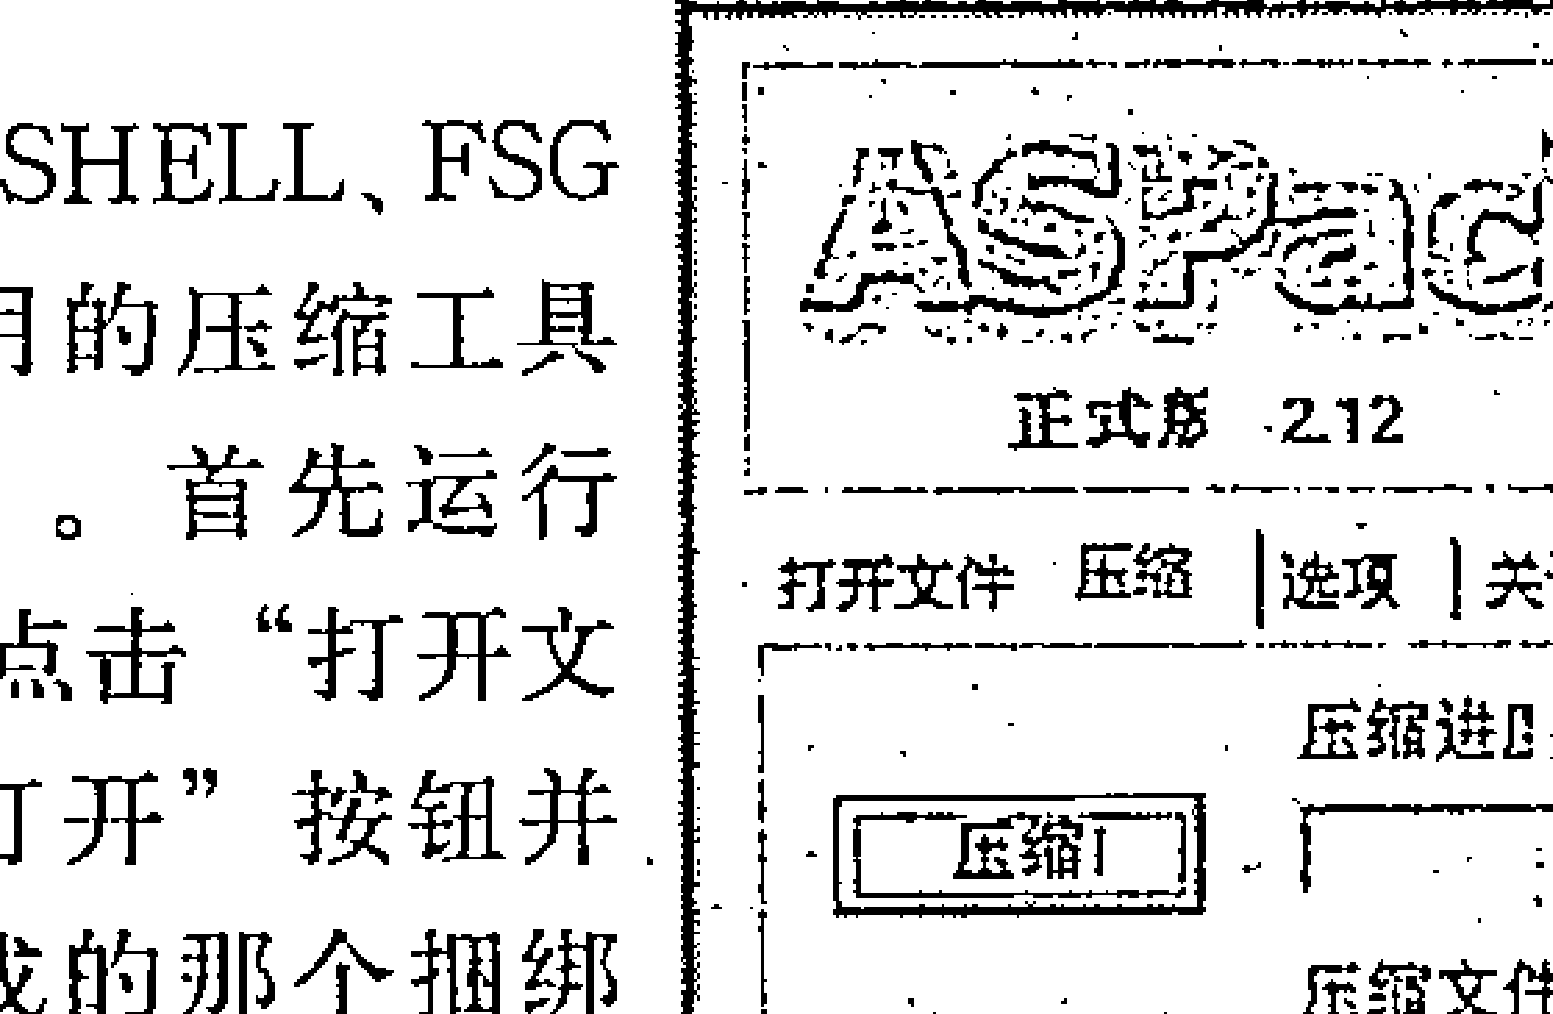 SHELL、FSG
用的压缩工具
。首先运行
点击“打开文
打开”按钮并
成的那个捆绑
ASPac
正式版 2.12
打开文件 压缩 选项 关
压缩进
压缩
压缩文件